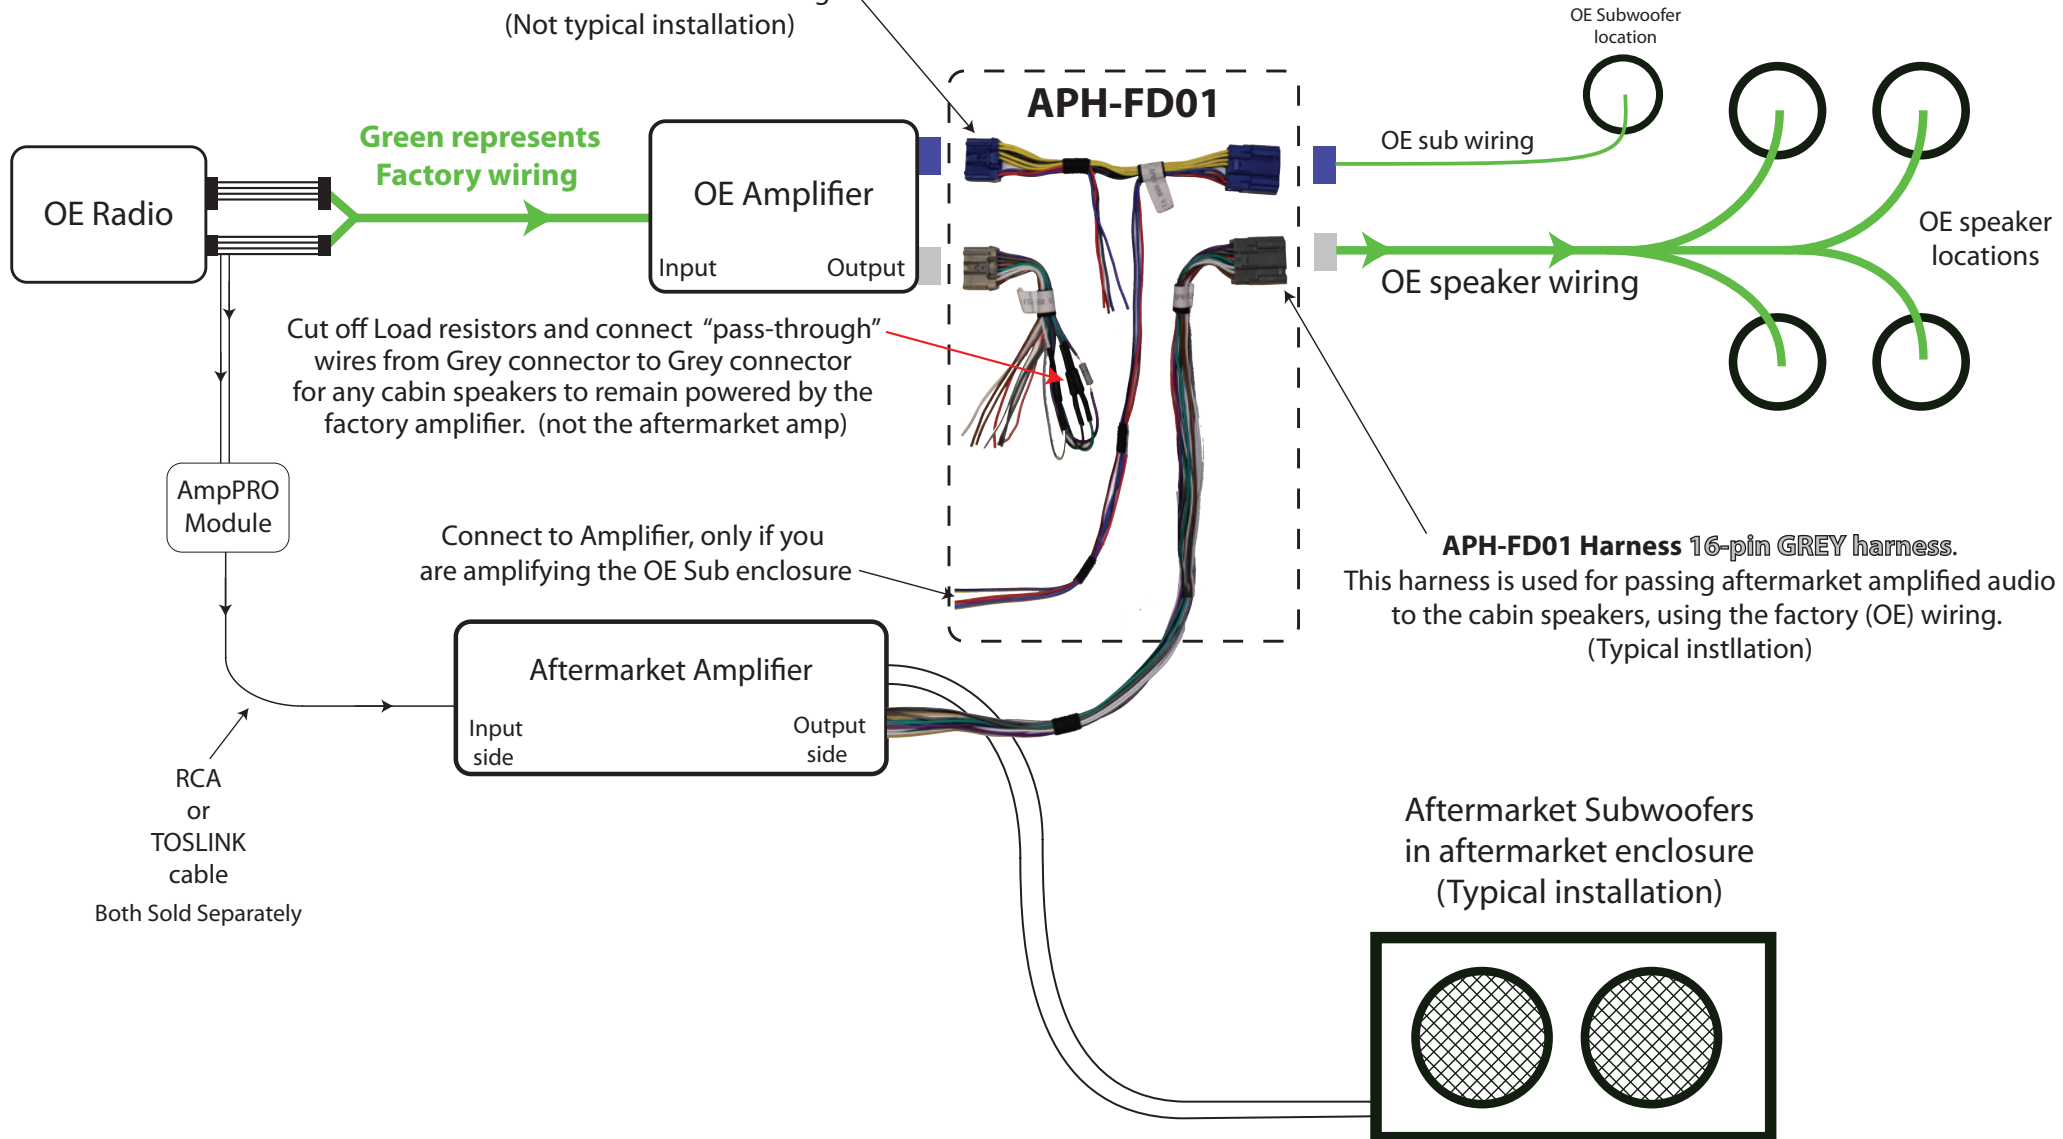 (Not typical installation)
OE Subwoofer
location
APH-FD01
Green represents
Factory wiring
OE Radio
OE Amplifier
Input
Output
OE sub wiring
OE speaker
locations
OE speaker wiring
Cut off Load resistors and connect “pass-through”
wires from Grey connector to Grey connector
for any cabin speakers to remain powered by the
factory amplifier. (not the aftermarket amp)
AmpPRO
Module
Connect to Amplifier, only if you
are amplifying the OE Sub enclosure
APH-FD01 Harness 16-pin GREY harness.
This harness is used for passing aftermarket amplified audio
to the cabin speakers, using the factory (OE) wiring.
(Typical instllation)
Aftermarket Amplifier
Input
side
Output
side
RCA
or
TOSLINK
cable
Both Sold Separately
Aftermarket Subwoofers
in aftermarket enclosure
(Typical installation)